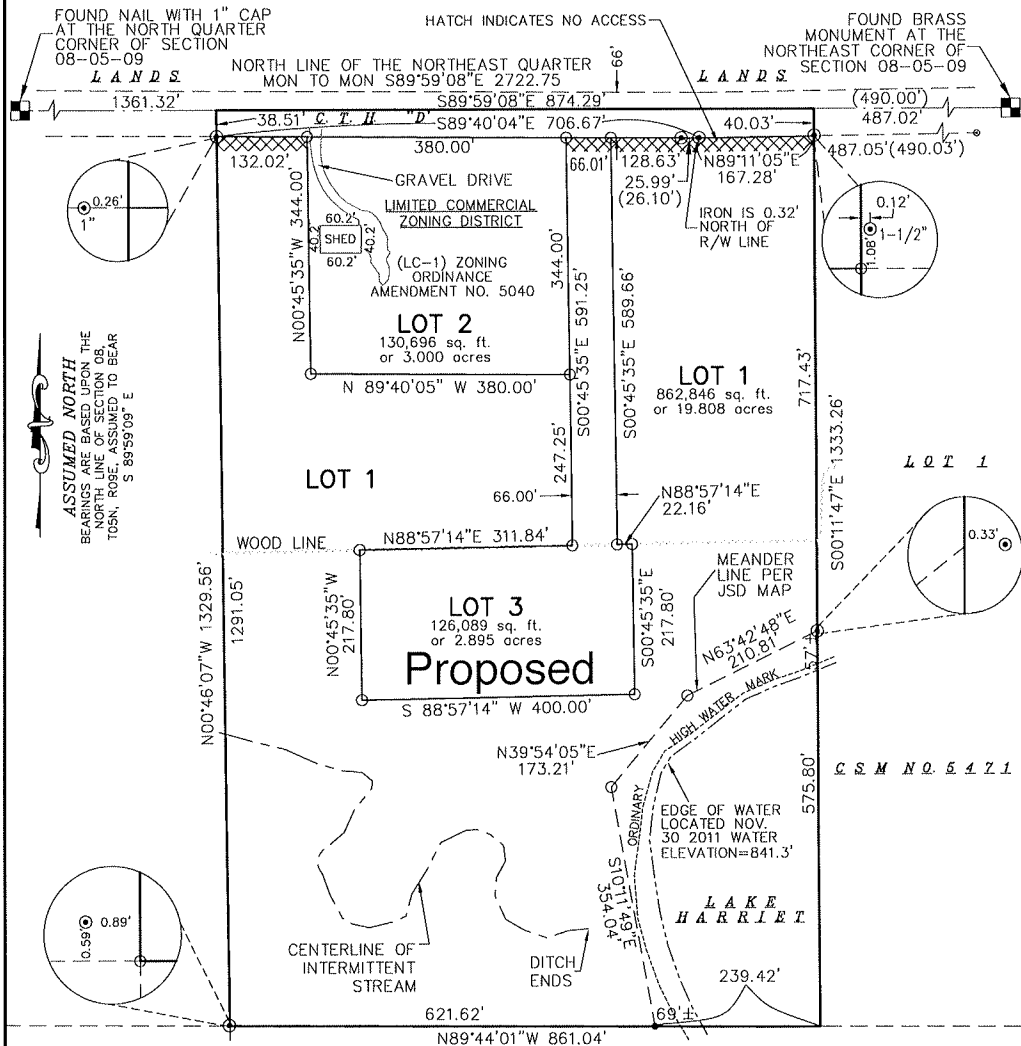 FOUND NAIL WITH 1" CAP
AT THE NORTH QUARTER
CORNER OF SECTION
08-05-09
LANDS
HATCH INDICATES NO ACCESS
66'
FOUND BRASS
MONUMENT AT THE
NORTHEAST CORNER OF
SECTION 08-05-09
LANDS
NORTH LINE OF THE NORTHEAST QUARTER
MON TO MON S89°59'08"E 2722.75
1361.32'
S89°59'08"E 874.29'
(490.00')
487.02'
38.51'
C.T.H "D"
S89°40'04"E 706.67'
40.03'
487.05'(490.03')
132.02'
380.00'
66.01'
128.63'
N89°11'05"E
167.28'
25.99'
(26.10')
0.26'
1"
GRAVEL DRIVE
LIMITED COMMERCIAL
ZONING DISTRICT
IRON IS 0.32'
NORTH OF
R/W LINE
0.12'
1-1/2"
1.08'
N00°45'35"W 344.00'
60.2'
40.2'
SHED
40.2'
60.2'
(LC-1) ZONING
ORDINANCE
AMENDMENT NO. 5040
344.00'
S00°45'35"E 591.25'
S00°45'35"E 589.66'
LOT 2
130,696 sq. ft.
or 3.000 acres
N 89°40'05" W 380.00'
LOT 1
862,846 sq. ft.
or 19.808 acres
717.43'
S00°11'47"E 1333.26'
ASSUMED NORTH
BEARINGS ARE BASED UPON THE
NORTH LINE OF SECTION 08,
T05N, R09E, ASSUMED TO BEAR
S 89°59'09" E
LOT 1
247.25'
66.00'
N88°57'14"E
22.16'
LOT 1
WOOD LINE
N88°57'14"E 311.84'
MEANDER
LINE PER
JSD MAP
0.33'
N00°46'07"W 1329.56'
1291.05'
N00°45'35"W
217.80'
LOT 3
126,089 sq. ft.
or 2.895 acres
Proposed
S00°45'35"E
217.80'
S 88°57'14" W 400.00'
N63°42'48"E
210.81'
57'±
ORDINARY HIGH WATER MARK
N39°54'05"E
173.21'
CSM NO. 5471
575.80'
EDGE OF WATER
LOCATED NOV.
30 2011 WATER
ELEVATION=841.3'
S10°11'49"E
354.04'
LAKE
HARRIET
0.89'
0.59'
CENTERLINE OF
INTERMITTENT
STREAM
DITCH
ENDS
239.42'
621.62'
69'±
N89°44'01"W 861.04'